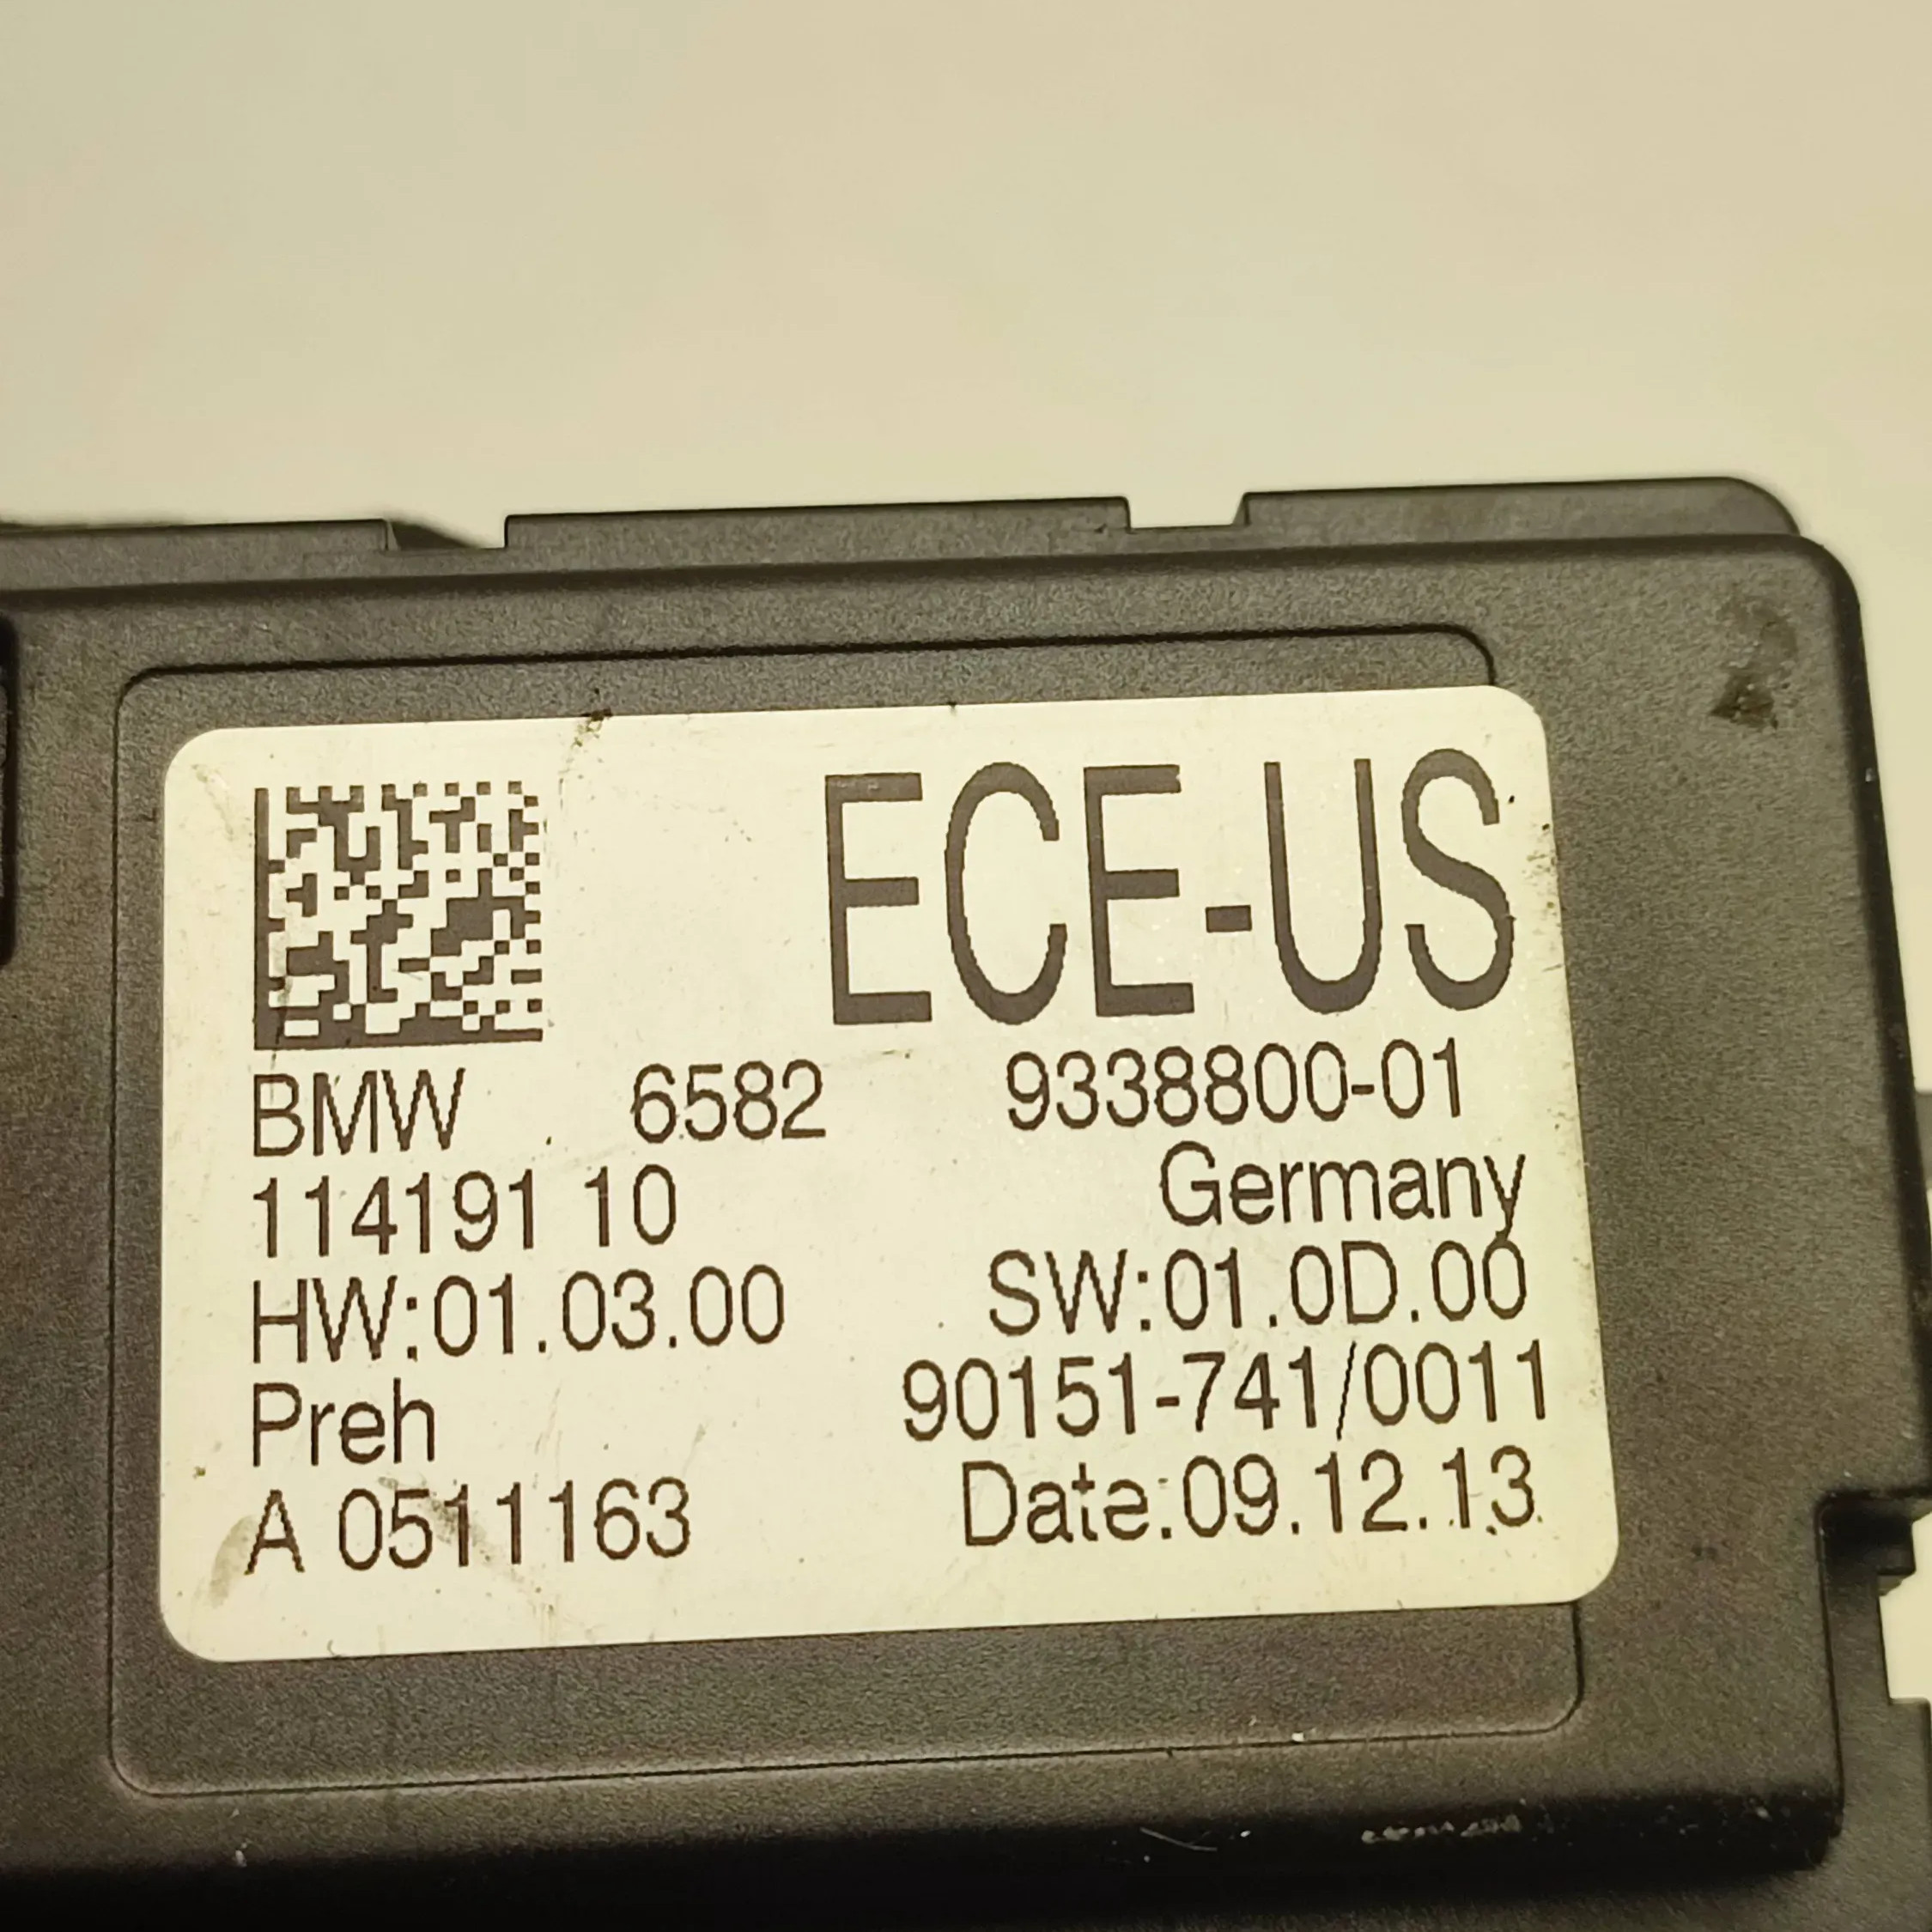 ECE-US
BMW 6582 9338800-01
114191 10 Germany
HW:01.03.00 SW:01.0D.00
Preh 90151-741/0011
A 0511163 Date:09.12.13